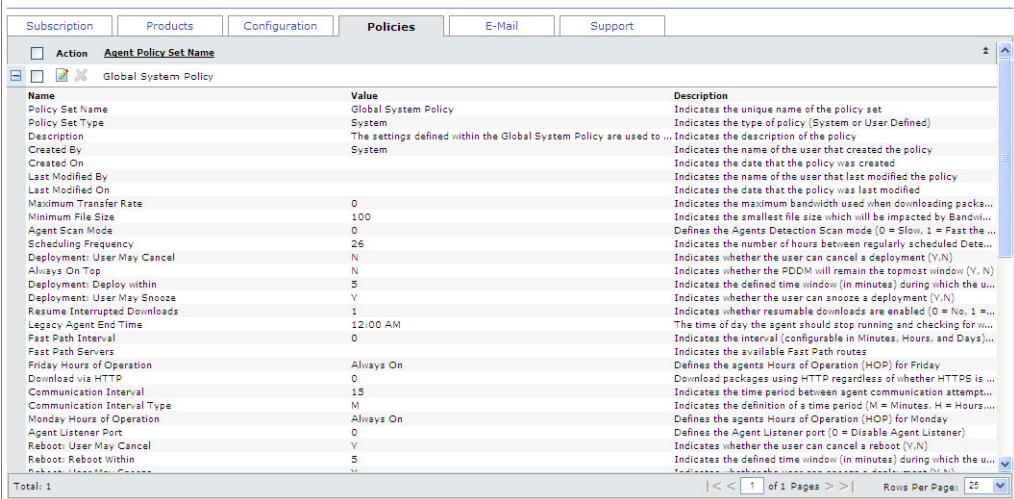 Subscription Products Configuration Policies E-Mail Support
Action Agent Policy Set Name
Global System Policy
Name Value Description
Policy Set Name Global System Policy Indicates the unique name of the policy set
Policy Set Type System Indicates the type of policy (System or User Defined)
Description The settings defined within the Global System Policy are used to ... Indicates the description of the policy
Created By System Indicates the name of the user that created the policy
Created On Indicates the date that the policy was created
Last Modified By Indicates the name of the user that last modified the policy
Last Modified On Indicates the date that the policy was last modified
Maximum Transfer Rate 0 Indicates the maximum bandwidth used when downloading packa...
Minimum File Size 100 Indicates the smallest file size which will be impacted by Bandwi...
Agent Scan Mode 0 Defines the Agents Detection Scan mode (0 = Slow, 1 = Fast the ...
Scheduling Frequency 26 Indicates the number of hours between regularly scheduled Dete...
Deployment: User May Cancel N Indicates whether the user can cancel a deployment (Y,N)
Always On Top N Indicates whether the PDDM will remain the topmost window (Y, N)
Deployment: Deploy within 5 Indicates the defined time window (in minutes) during which the u...
Deployment: User May Snooze Y Indicates whether the user can snooze a deployment (Y,N)
Resume Interrupted Downloads 1 Indicates whether resumable downloads are enabled (0 = No, 1 =...
Legacy Agent End Time 12:00 AM The time of day the agent should stop running and checking for w...
Fast Path Interval 0 Indicates the interval (configurable in Minutes, Hours, and Days)...
Fast Path Servers Indicates the available Fast Path routes
Friday Hours of Operation Always On Defines the agents Hours of Operation (HOP) for Friday
Download via HTTP 0 Download packages using HTTP regardless of whether HTTPS is ...
Communication Interval 15 Indicates the time period between agent communication attempt...
Communication Interval Type M Indicates the definition of a time period (M = Minutes, H = Hours,...
Monday Hours of Operation Always On Defines the agents Hours of Operation (HOP) for Monday
Agent Listener Port 0 Defines the Agent Listener port (0 = Disable Agent Listener)
Reboot: User May Cancel Y Indicates whether the user can cancel a reboot (Y,N)
Reboot: Reboot Within 5 Indicates the defined time window (in minutes) during which the u...
Reboot: User May Snooze Y Indicates whether the user can snooze a deployment (Y,N)
Total: 1 |< < 1 of 1 Pages > >| Rows Per Page: 25